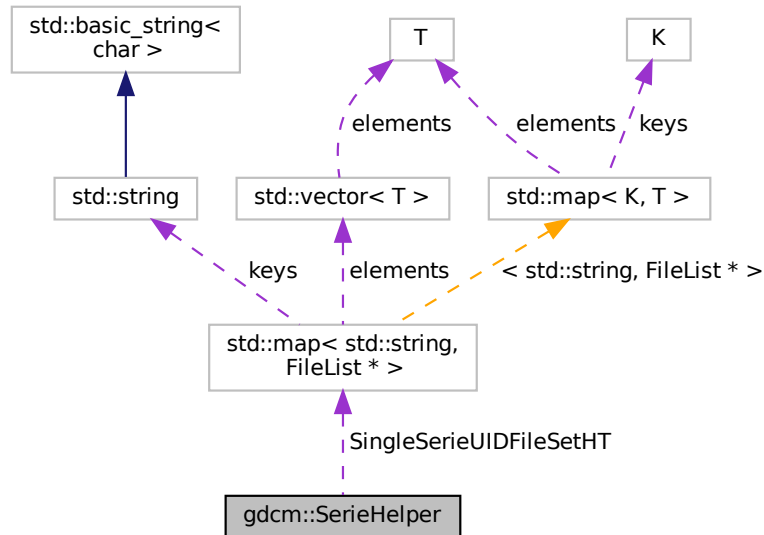 std::basic_string<
char >
T
K
elements
elements
keys
std::string
std::vector< T >
std::map< K, T >
keys
elements
< std::string, FileList * >
std::map< std::string,
FileList * >
SingleSerieUIDFileSetHT
gdcm::SerieHelper